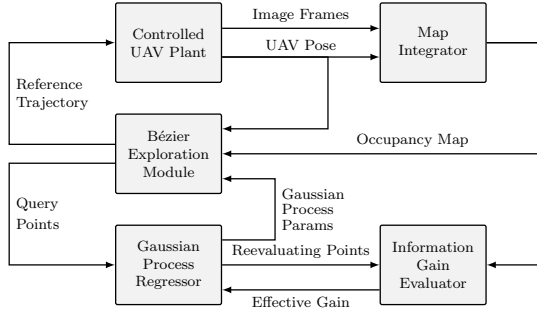 Controlled
UAV Plant
Image Frames
UAV Pose
Map
Integrator
Reference
Trajectory
Bézier
Exploration
Module
Occupancy Map
Query
Points
Gaussian
Process
Params
Gaussian
Process
Regressor
Reevaluating Points
Effective Gain
Information
Gain
Evaluator